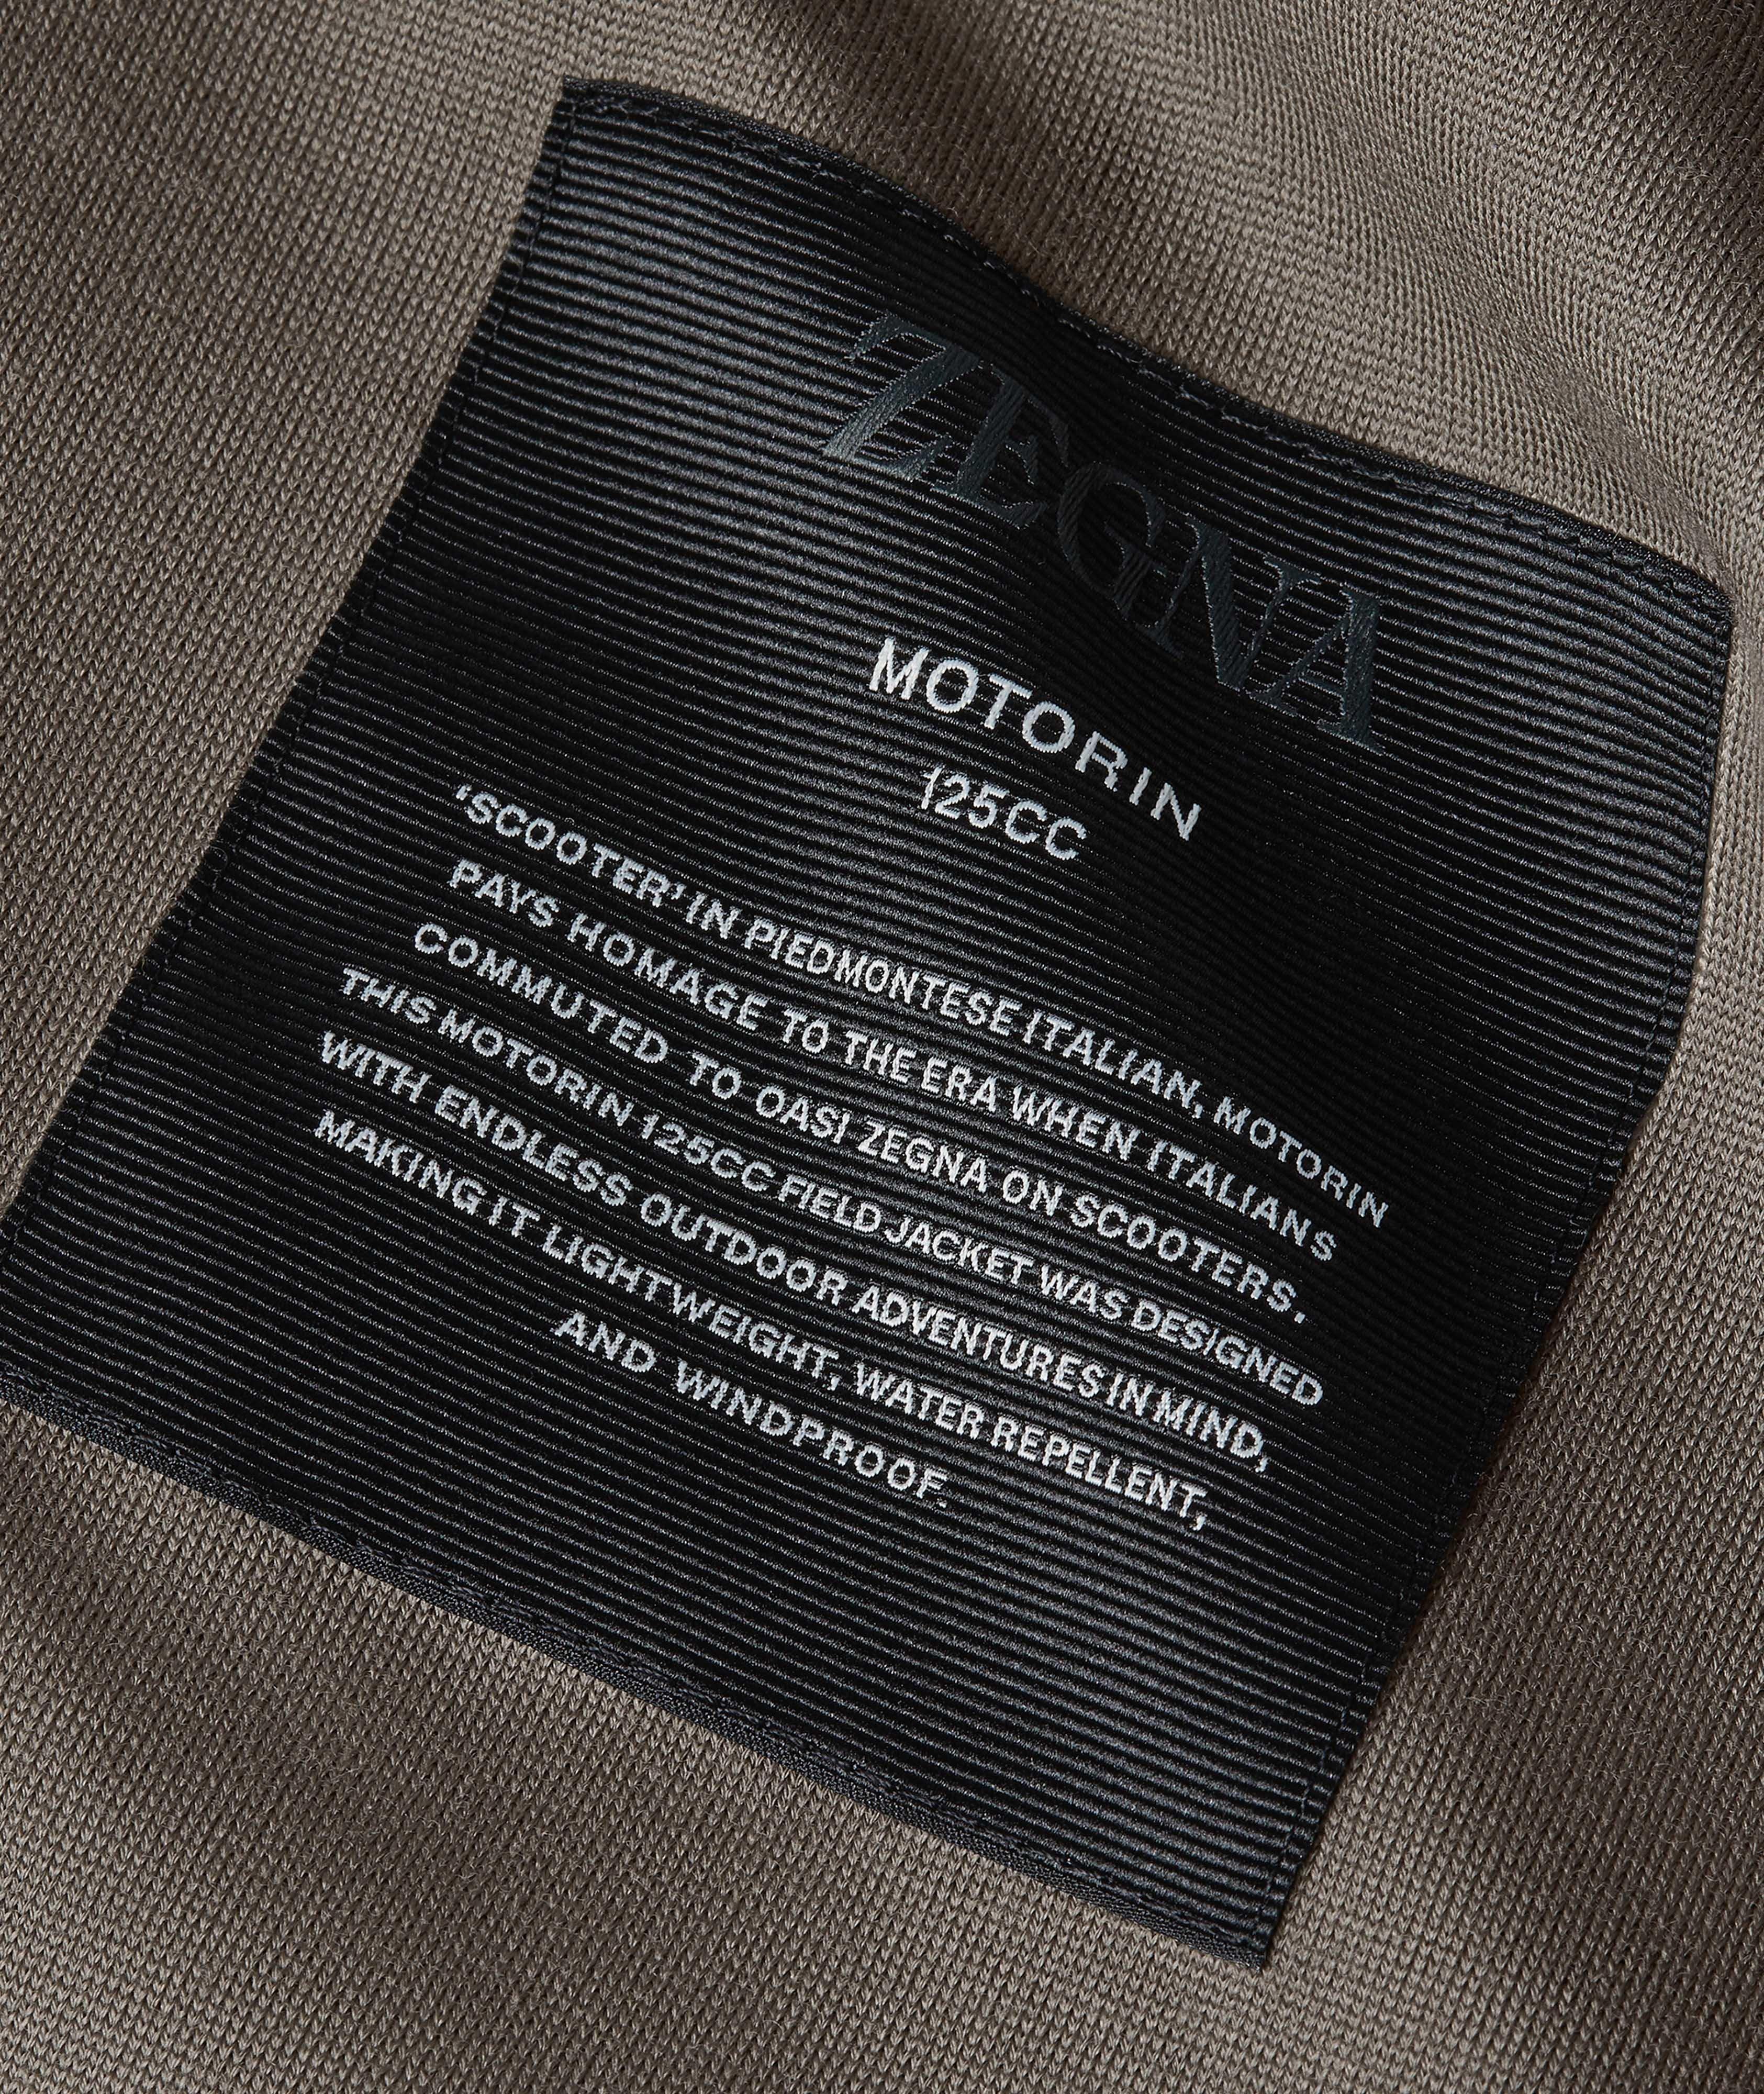 ZEGNA
MOTORIN
125CC
'SCOOTER' IN PIEDMONTESE ITALIAN, MOTORIN
PAYS HOMAGE TO THE ERA WHEN ITALIANS
COMMUTED TO OASI ZEGNA ON SCOOTERS.
THIS MOTORIN 125CC FIELD JACKET WAS DESIGNED
WITH ENDLESS OUTDOOR ADVENTURES IN MIND,
MAKING IT LIGHTWEIGHT, WATER REPELLENT,
AND WINDPROOF.